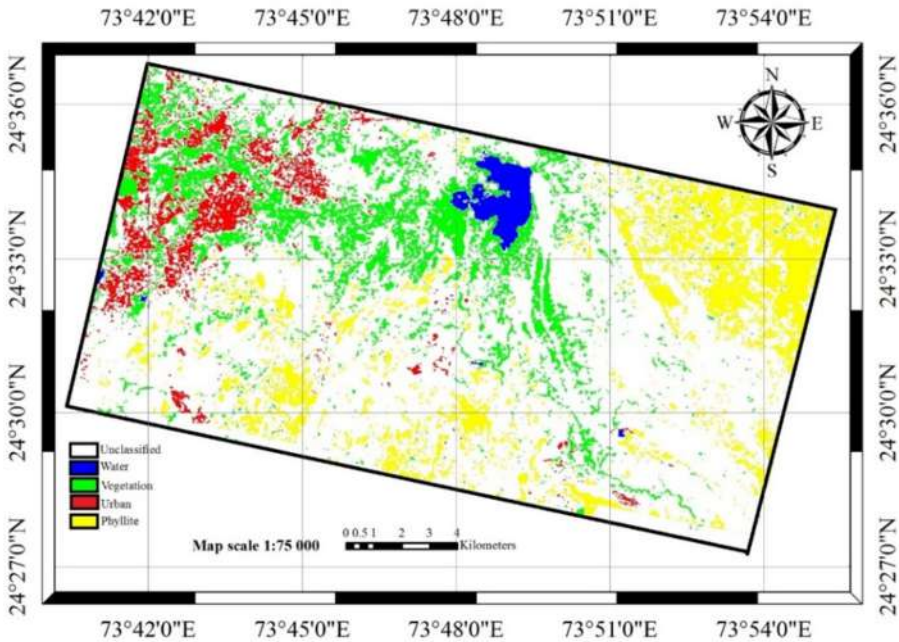 73°42'0"E 73°45'0"E 73°48'0"E 73°51'0"E 73°54'0"E
24°36'0"N 24°36'0"N
N
W E
S
24°33'0"N 24°33'0"N
24°30'0"N 24°30'0"N
Unclassified
Water
Vegetation
Urban
Phyllite
Map scale 1:75 000
0 0.5 1 2 3 4
Kilometers
24°27'0"N 24°27'0"N
73°42'0"E 73°45'0"E 73°48'0"E 73°51'0"E 73°54'0"E